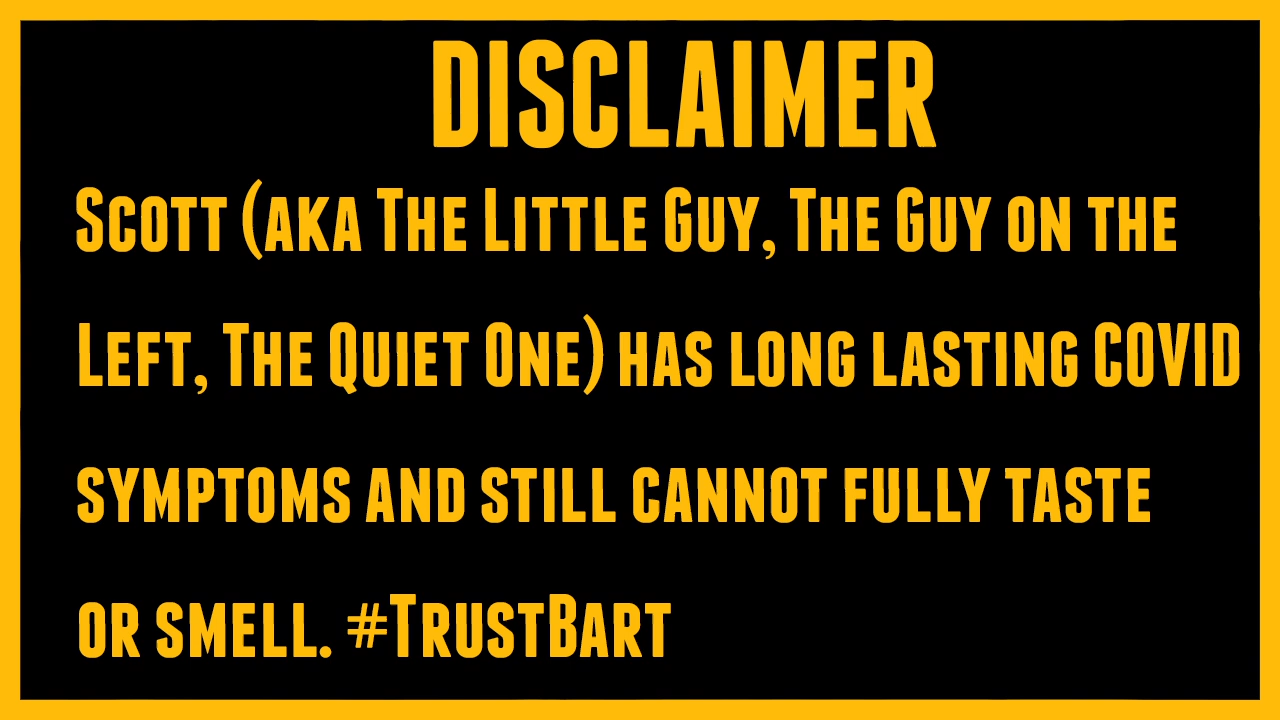 DISCLAIMER
Scott (aka The Little Guy, The Guy on the
Left, The Quiet One) has long lasting COVID
symptoms and still cannot fully taste
or smell. #TrustBart